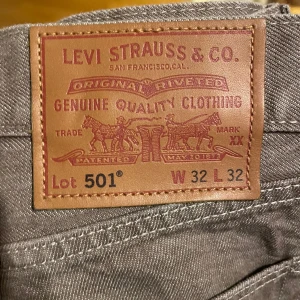 LEVI STRAUSS & CO.
SAN FRANCISCO, CAL.
ORIGINAL RIVETED
GENUINE QUALITY CLOTHING
TRADE MARK
XX
PATENTED MAY 20 1873
Lot 501® W 32 L 32